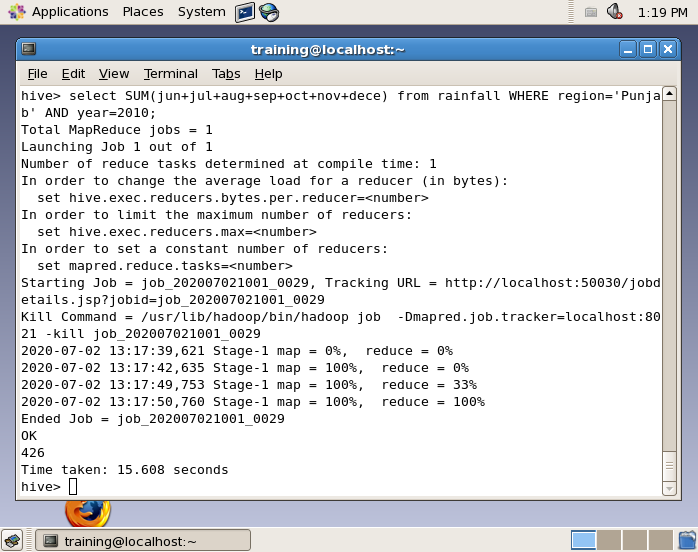 Applications Places System 1:19 PM
training@localhost:~
File Edit View Terminal Tabs Help
hive> select SUM(jun+jul+aug+sep+oct+nov+dece) from rainfall WHERE region='Punja
b' AND year=2010;
Total MapReduce jobs = 1
Launching Job 1 out of 1
Number of reduce tasks determined at compile time: 1
In order to change the average load for a reducer (in bytes):
  set hive.exec.reducers.bytes.per.reducer=<number>
In order to limit the maximum number of reducers:
  set hive.exec.reducers.max=<number>
In order to set a constant number of reducers:
  set mapred.reduce.tasks=<number>
Starting Job = job_202007021001_0029, Tracking URL = http://localhost:50030/jobd
etails.jsp?jobid=job_202007021001_0029
Kill Command = /usr/lib/hadoop/bin/hadoop job  -Dmapred.job.tracker=localhost:80
21 -kill job_202007021001_0029
2020-07-02 13:17:39,621 Stage-1 map = 0%,  reduce = 0%
2020-07-02 13:17:42,635 Stage-1 map = 100%,  reduce = 0%
2020-07-02 13:17:49,753 Stage-1 map = 100%,  reduce = 33%
2020-07-02 13:17:50,760 Stage-1 map = 100%,  reduce = 100%
Ended Job = job_202007021001_0029
OK
426
Time taken: 15.608 seconds
hive>
training@localhost:~